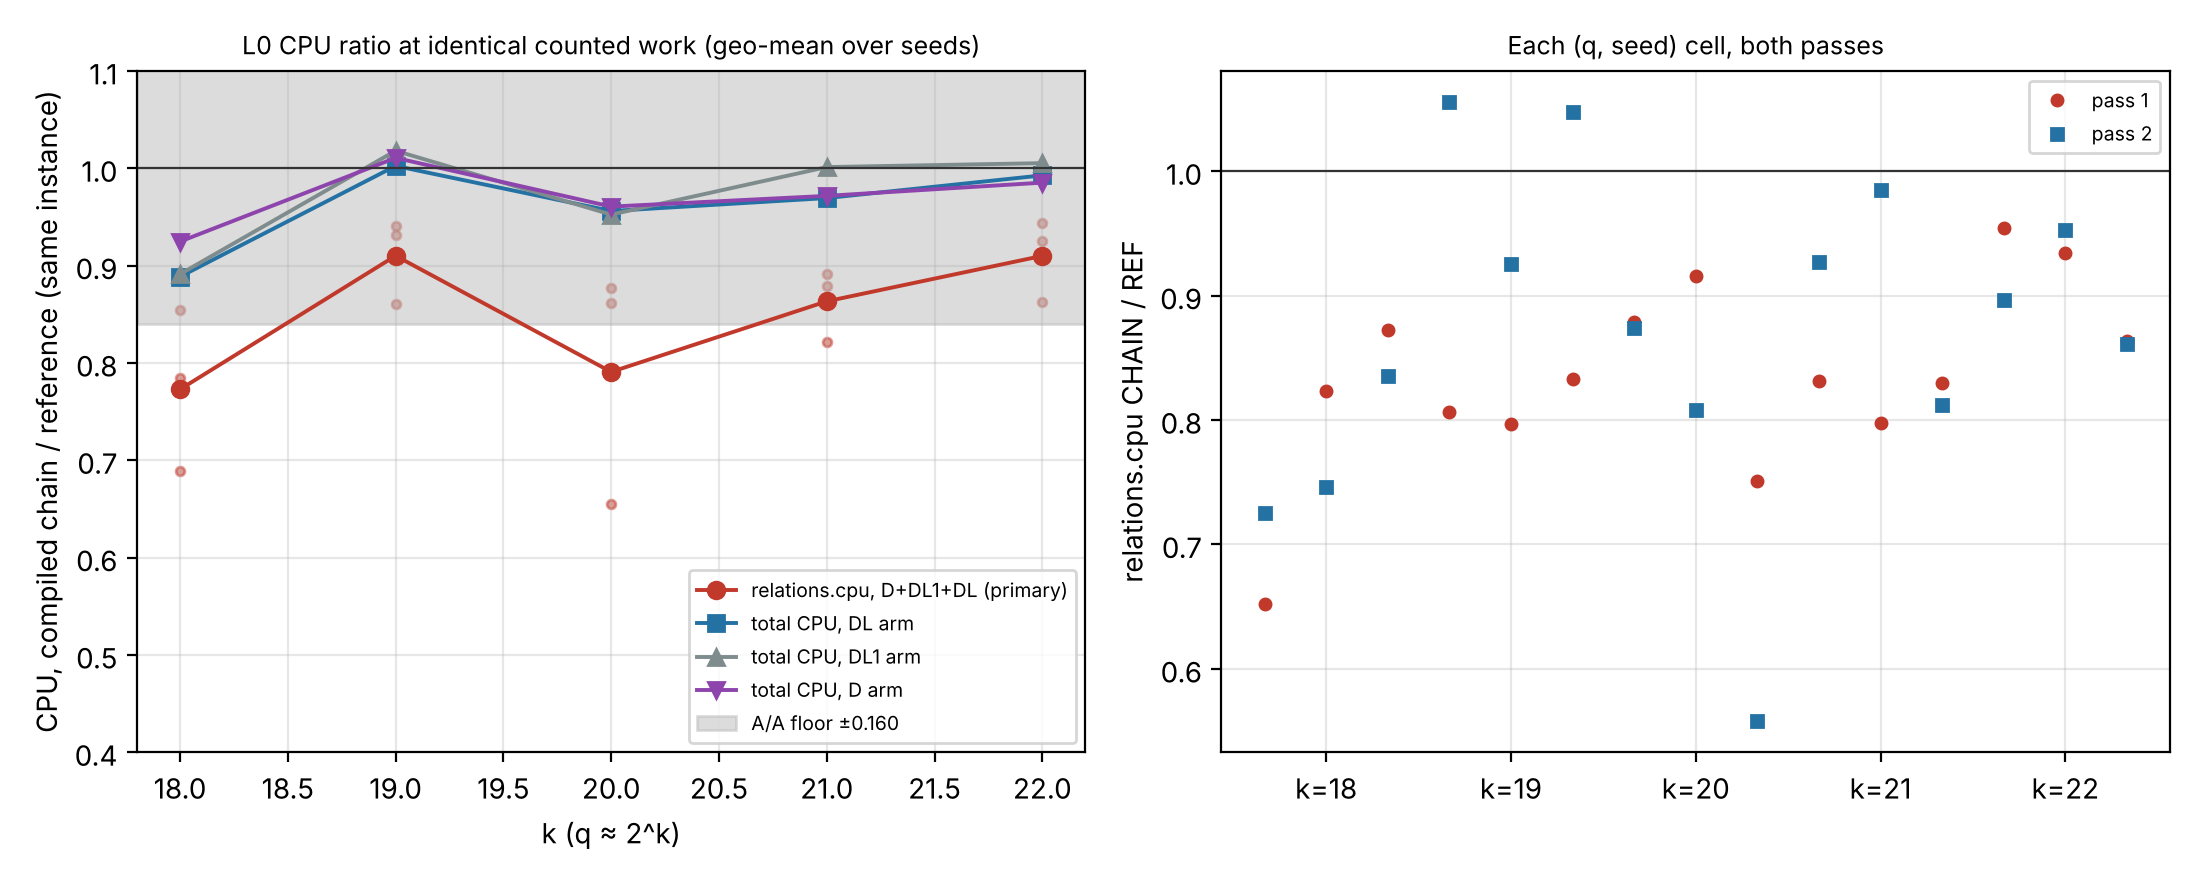 L0 CPU ratio at identical counted work (geo-mean over seeds)
CPU, compiled chain / reference (same instance)
1.1
1.0
0.9
0.8
0.7
0.6
0.5
0.4
relations.cpu, D+DL1+DL (primary)
total CPU, DL arm
total CPU, DL1 arm
total CPU, D arm
A/A floor ±0.160
18.0 18.5 19.0 19.5 20.0 20.5 21.0 21.5 22.0
k (q ≈ 2^k)
Each (q, seed) cell, both passes
relations.cpu CHAIN / REF
pass 1
pass 2
1.0
0.9
0.8
0.7
0.6
k=18 k=19 k=20 k=21 k=22